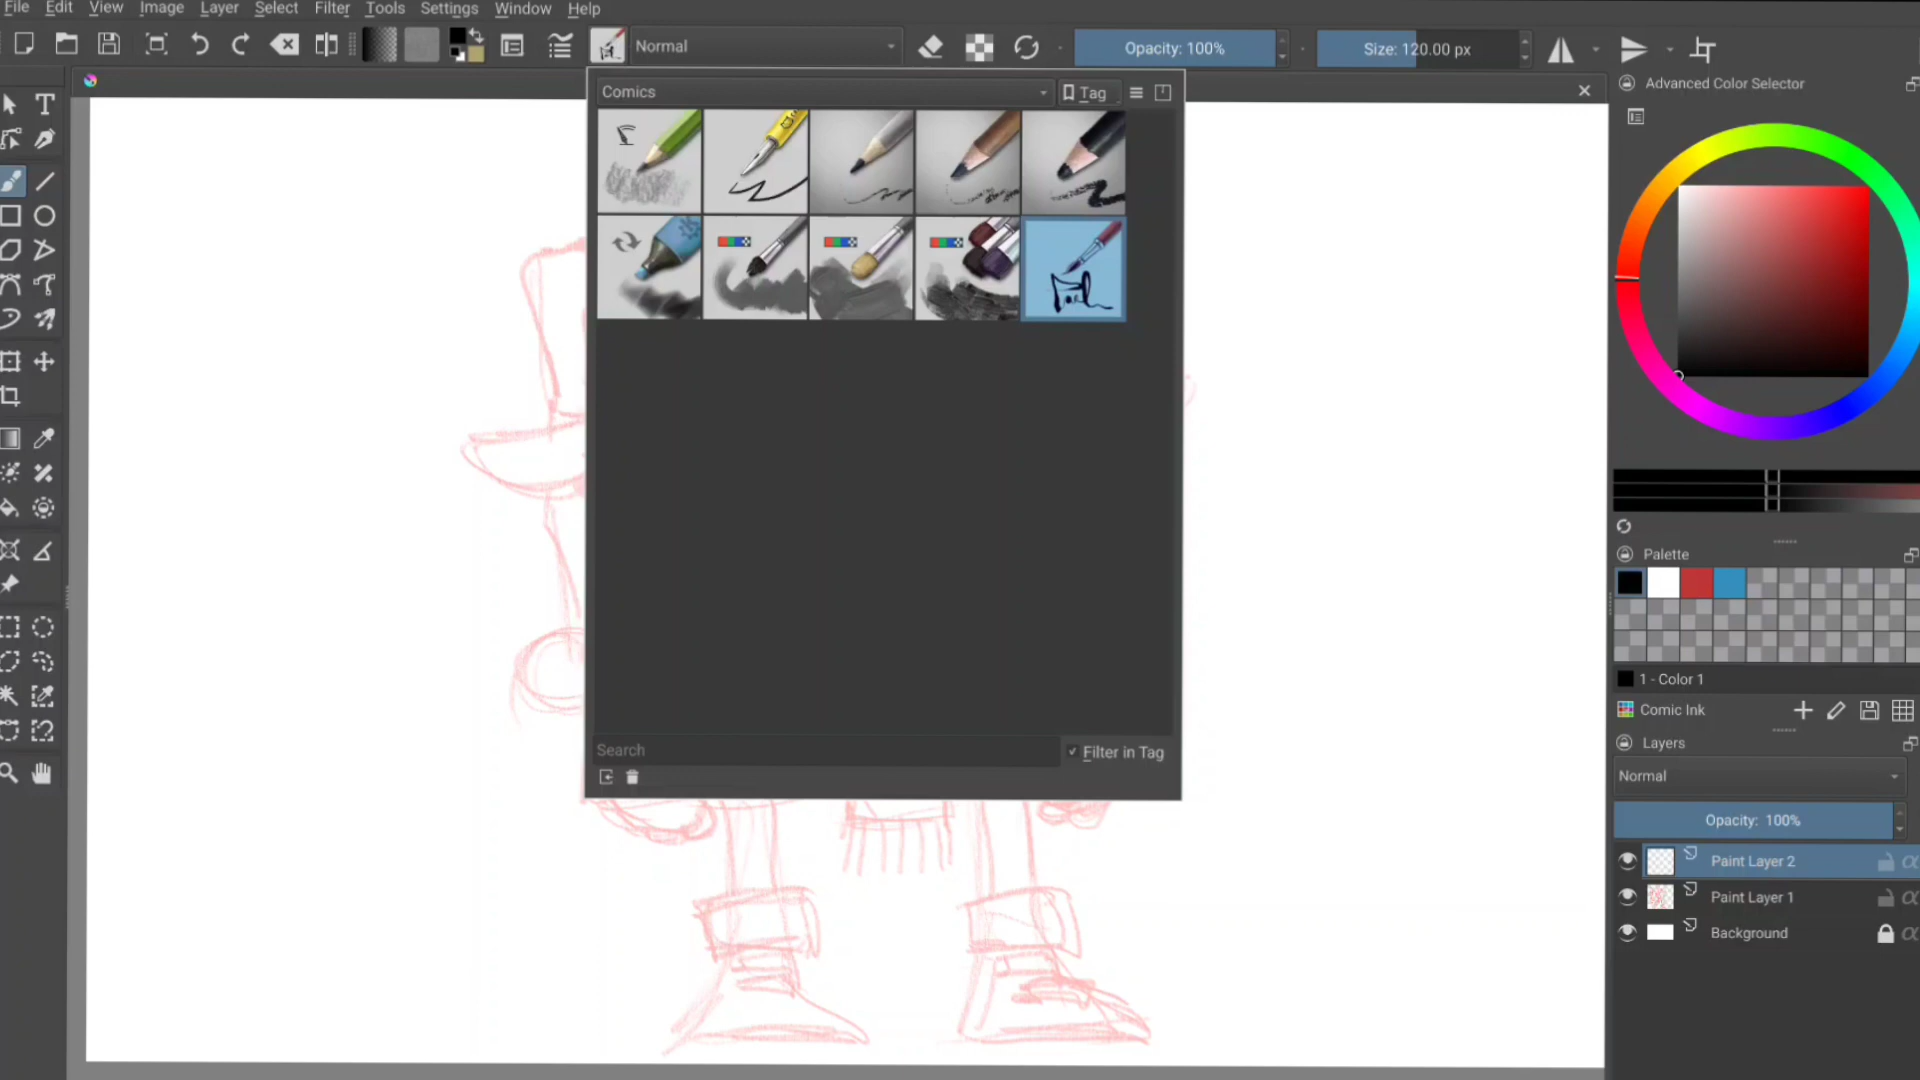 File Edit View Image Layer Select Filter Tools Settings Window Help
Normal Opacity: 100% Size: 120.00 px
Comics Tag
Search Filter in Tag
Advanced Color Selector
Palette
1 - Color 1
Comic Ink
Layers
Normal
Opacity: 100%
Paint Layer 2
Paint Layer 1
Background